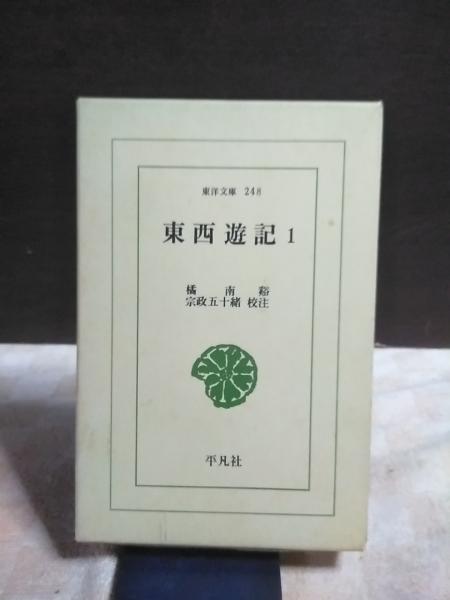 東洋文庫 248
東西遊記 1
橘南谿
宗政五十緒 校注
平凡社